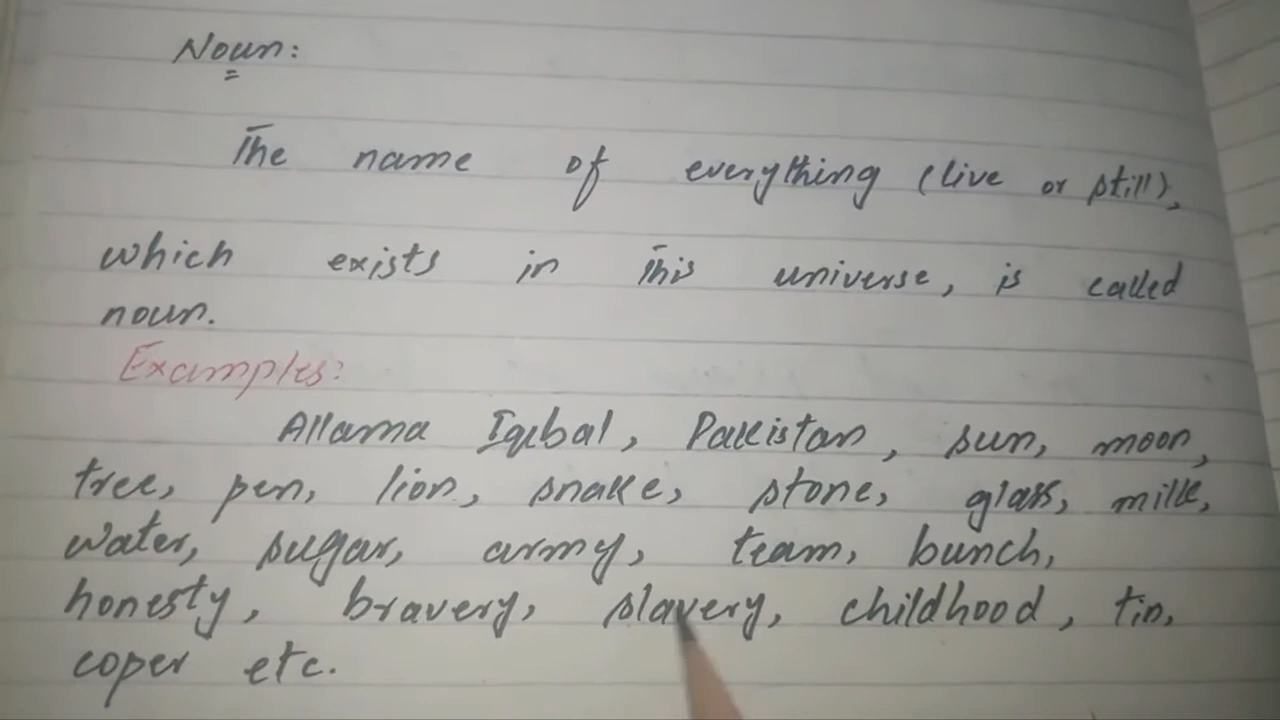 Noun:
The name of everything (live or still),
which exists in this universe, is called
noun.
Examples:
Allama Iqbal, Pakistan, sun, moon,
tree, pen, lion, snake, stone, glass, milk,
water, sugar, army, team, bunch,
honesty, bravery, slavery, childhood, tin,
coper etc.